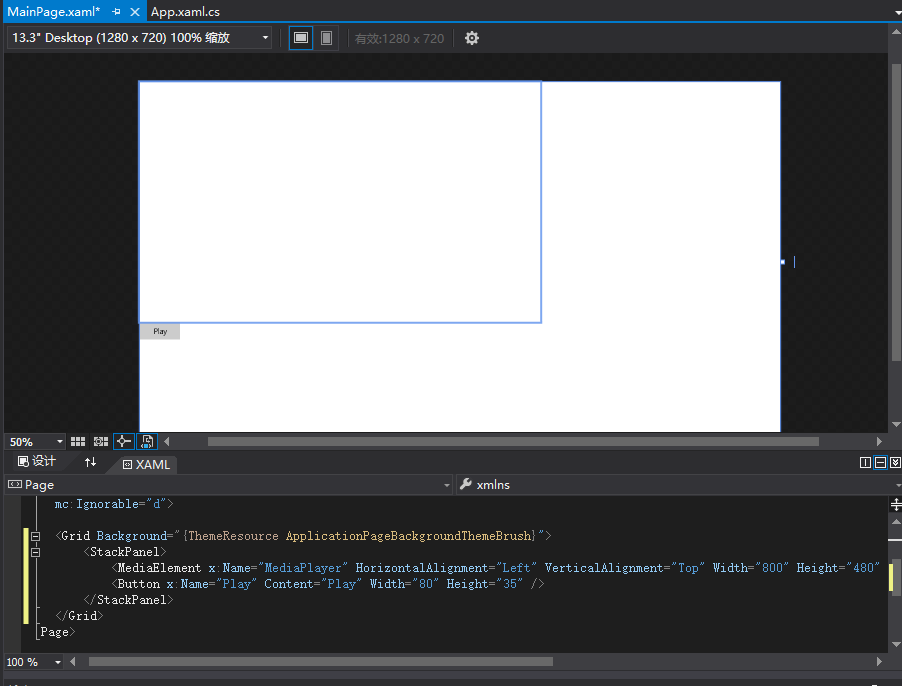 MainPage.xaml* App.xaml.cs
13.3" Desktop (1280 x 720) 100% 缩放 有效:1280 x 720
Play
50%
设计 XAML
Page xmlns
mc:Ignorable="d">
<Grid Background="{ThemeResource ApplicationPageBackgroundThemeBrush}">
<StackPanel>
<MediaElement x:Name="MediaPlayer" HorizontalAlignment="Left" VerticalAlignment="Top" Width="800" Height="480"
<Button x:Name="Play" Content="Play" Width="80" Height="35" />
</StackPanel>
</Grid>
Page>
100 %